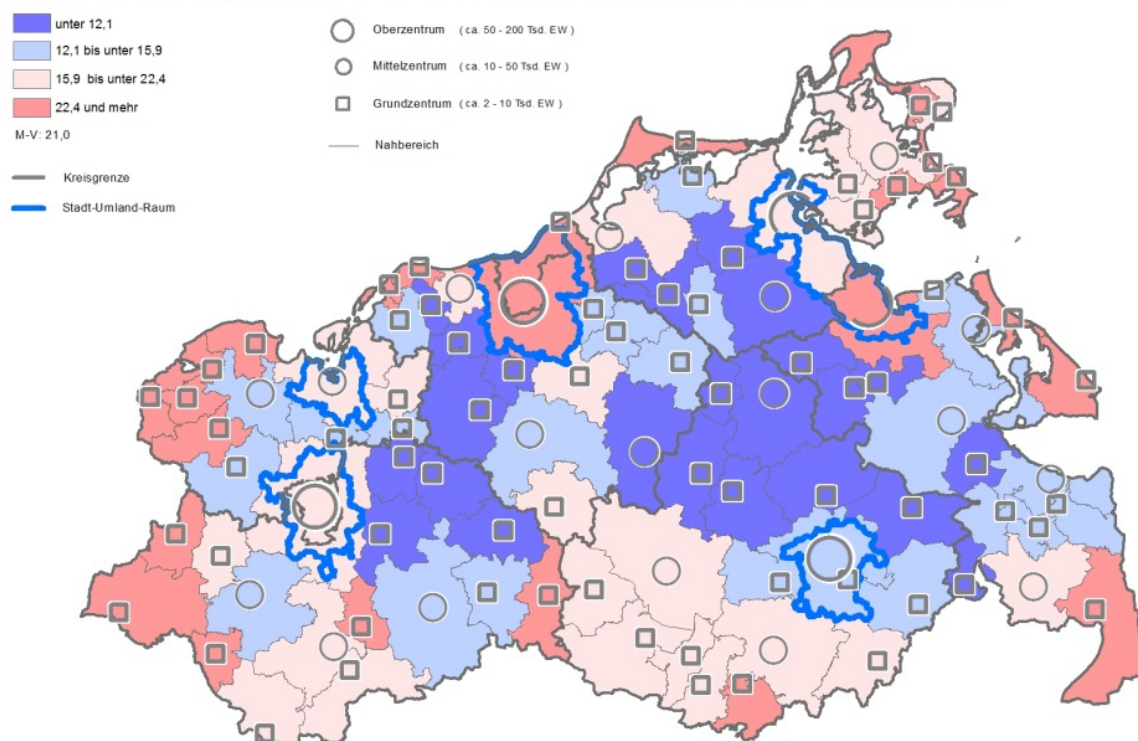 unter 12,1
12,1 bis unter 15,9
15,9 bis unter 22,4
22,4 und mehr
M-V: 21,0
Kreisgrenze
Stadt-Umland-Raum
Oberzentrum ( ca. 50 - 200 Tsd. EW )
Mittelzentrum ( ca. 10 - 50 Tsd. EW )
Grundzentrum ( ca. 2 - 10 Tsd. EW )
Nahbereich